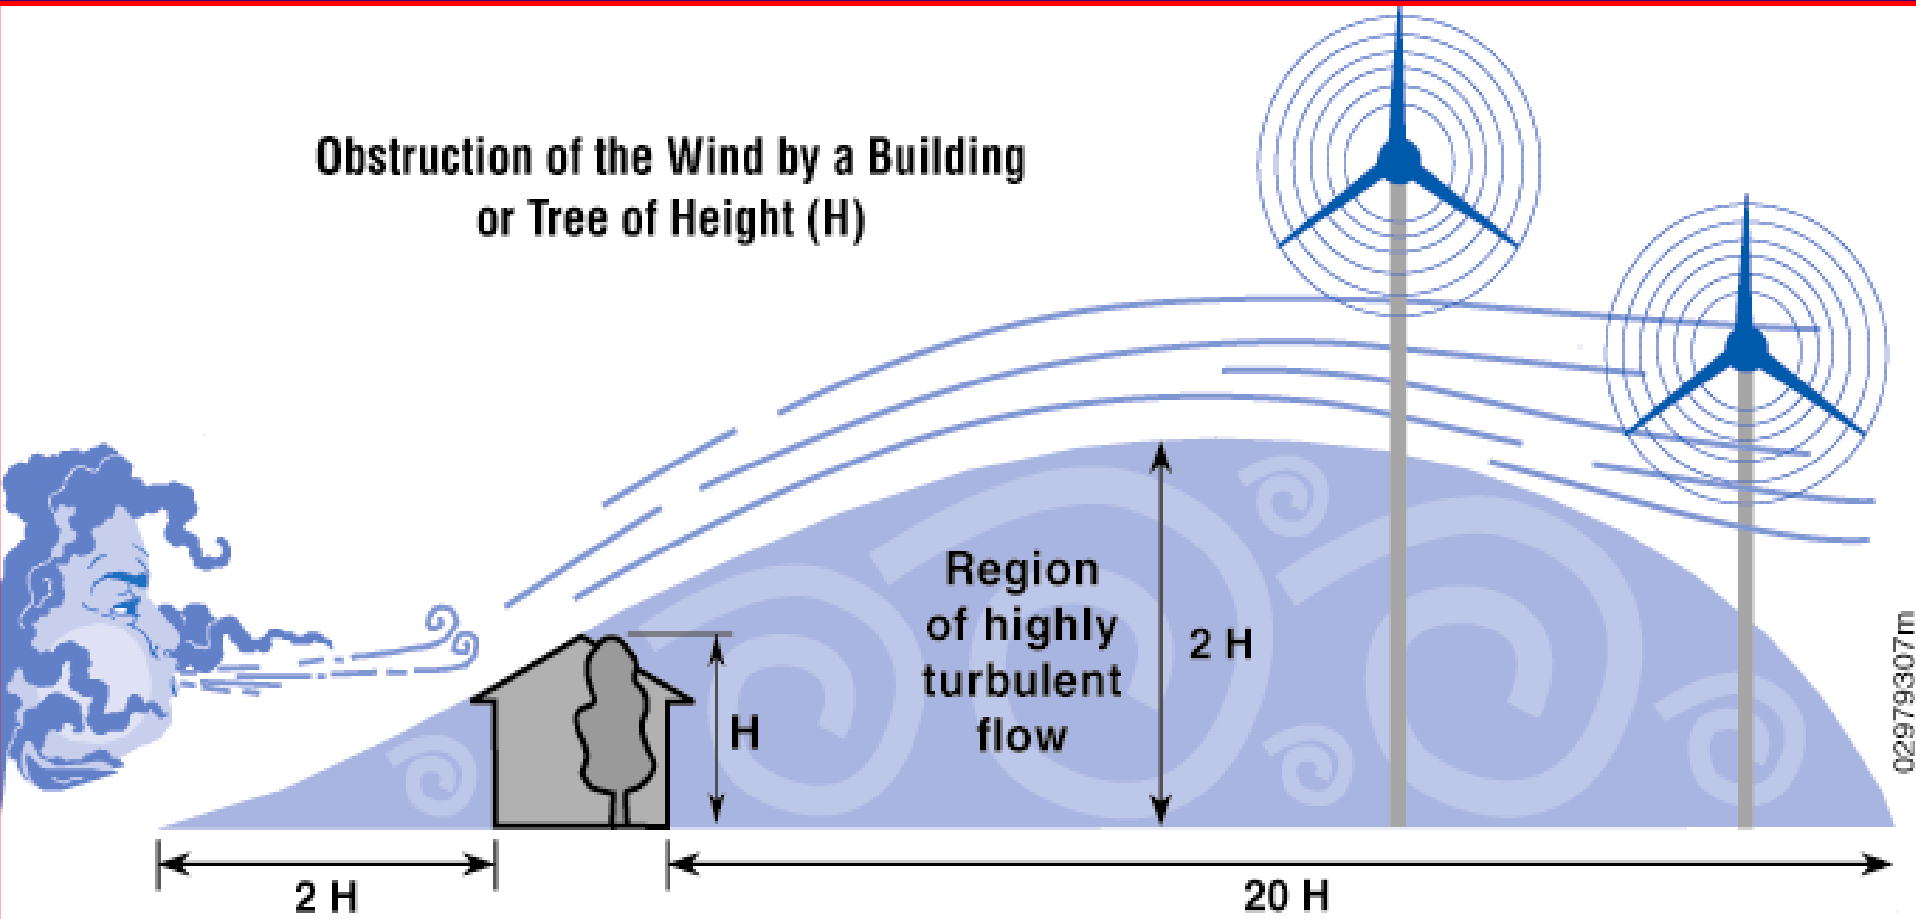 Obstruction of the Wind by a Building
or Tree of Height (H)
Region
of highly
turbulent
flow
2 H
H
2 H
20 H
02979307m